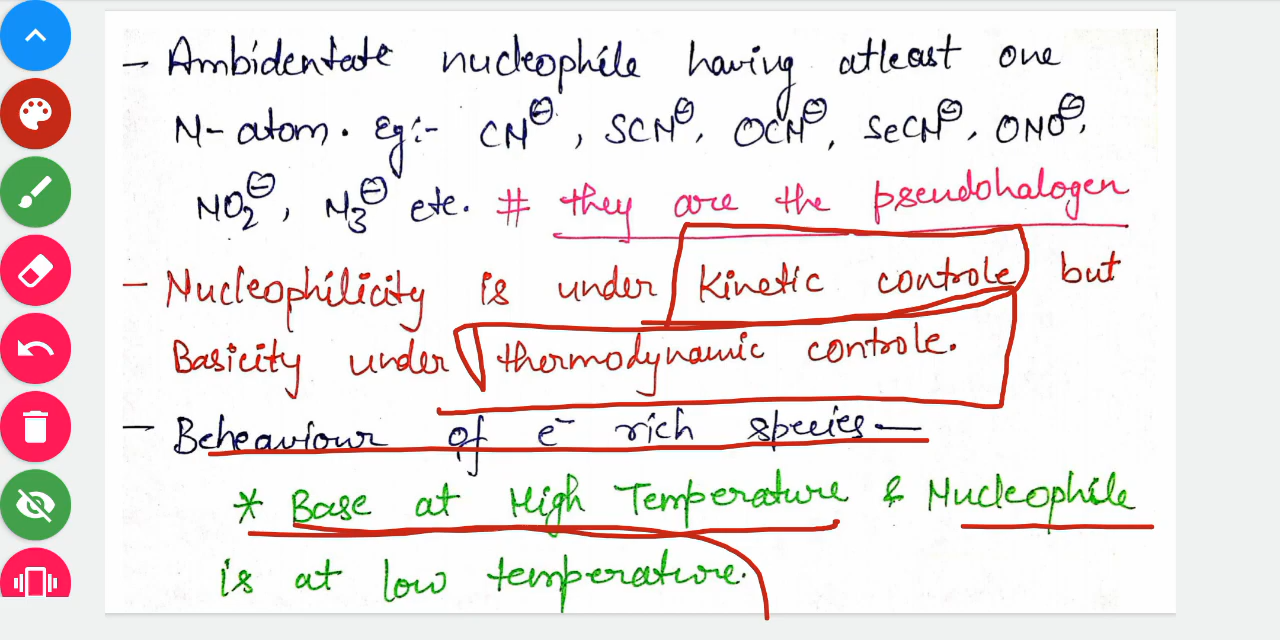 - Ambidentate nucleophile having atleast one
N-atom. Eg:- CN⊖, SCN⊖, OCN⊖, SeCN⊖, ONO⊖,
NO₂⊖, N₃⊖ etc. # they are the pseudohalogen
- Nucleophilicity is under Kinetic controle but
Basicity under thermodynamic controle.
- Beheaviour of e⁻ rich species—
* Base at High Temperature & Nucleophile
is at low temperature.